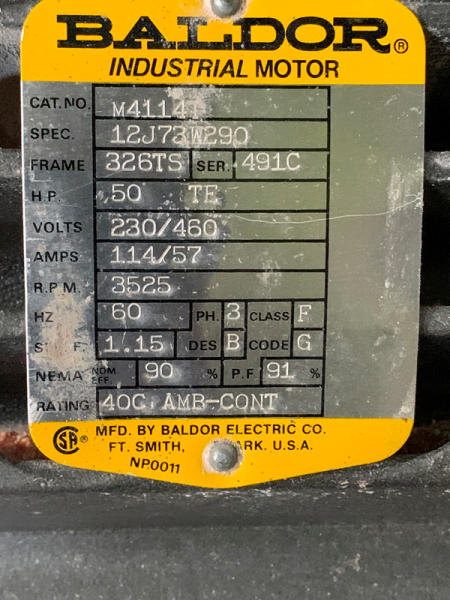 BALDOR®
INDUSTRIAL MOTOR
CAT.NO.
SPEC. 12J73W290
FRAME 326TS SER. 491C
H.P. 50 TE
VOLTS 230/460
AMPS 114/57
R.P.M. 3525
HZ 60 PH. 3 CLASS F
1.15 DES B CODE G
NEMA NOM. EFF. 90 % P.F. 91 %
RATING 40C AMB-CONT
SA® MFD. BY BALDOR ELECTRIC CO.
FT. SMITH, ARK. U.S.A.
NP0011